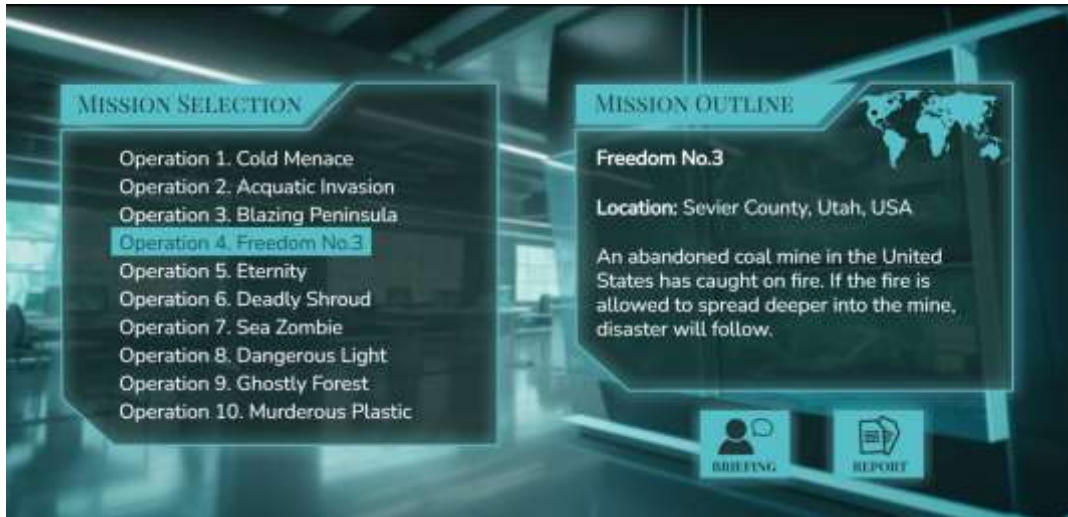 MISSION SELECTION
Operation 1. Cold Menace
Operation 2. Acquatic Invasion
Operation 3. Blazing Peninsula
Operation 4. Freedom No.3
Operation 5. Eternity
Operation 6. Deadly Shroud
Operation 7. Sea Zombie
Operation 8. Dangerous Light
Operation 9. Ghostly Forest
Operation 10. Murderous Plastic
MISSION OUTLINE
Freedom No.3
Location: Sevier County, Utah, USA
An abandoned coal mine in the United
States has caught on fire. If the fire is
allowed to spread deeper into the mine,
disaster will follow.
BRIEFING
REPORT